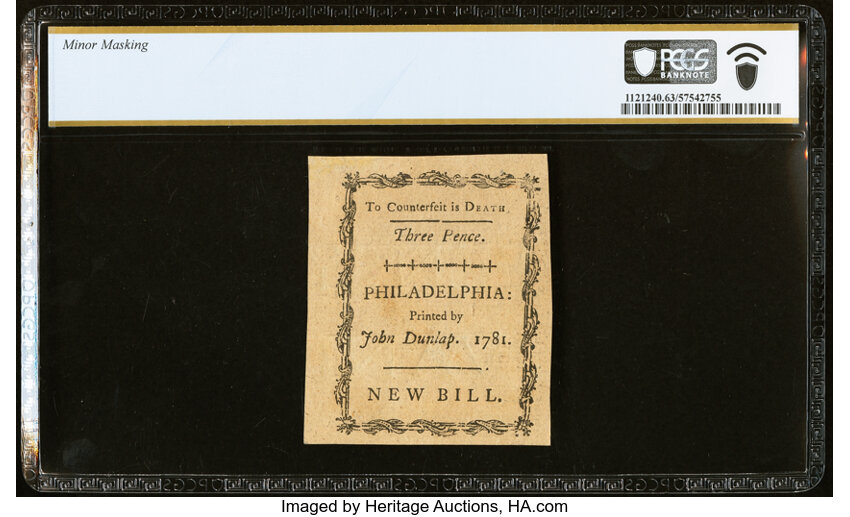 Minor Masking
PCGS
BANKNOTE
1121240.63/57542755
To Counterfeit is DEATH.
Three Pence.
PHILADELPHIA:
Printed by
John Dunlap. 1781.
NEW BILL.
Imaged by Heritage Auctions, HA.com